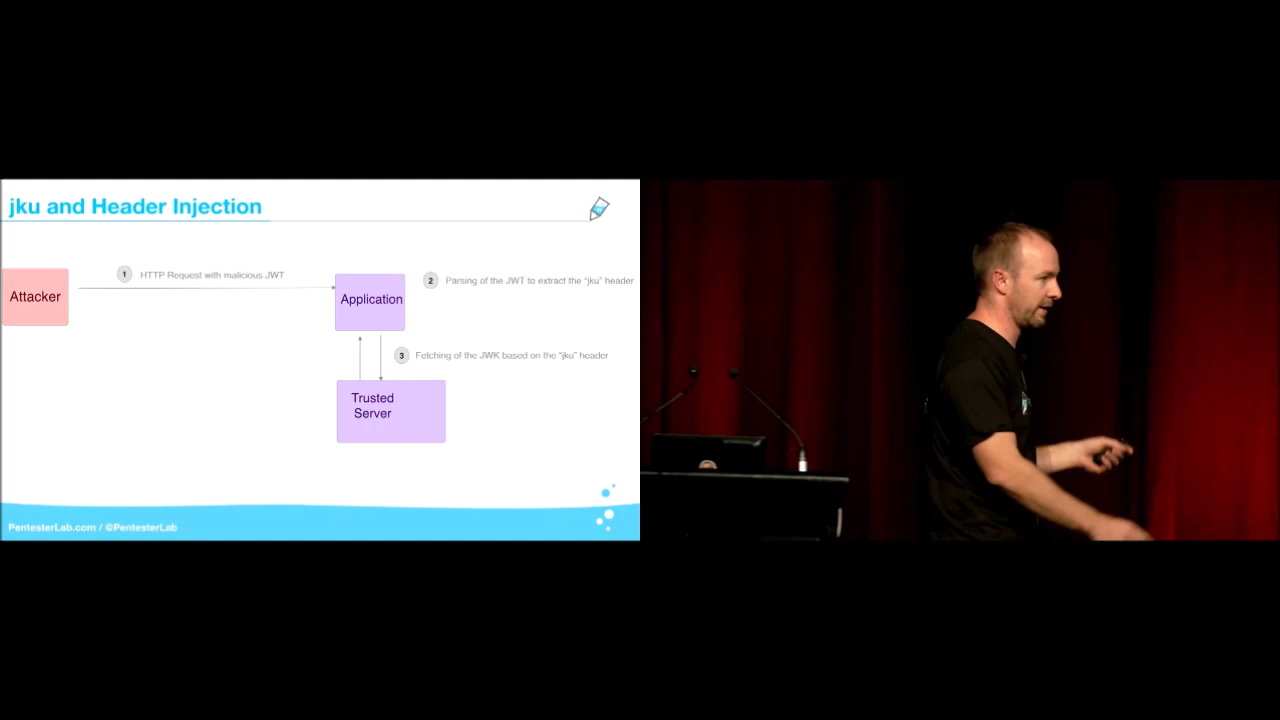 jku and Header Injection
Attacker
1 HTTP Request with malicious JWT
Application
2 Parsing of the JWT to extract the “jku” header
3 Fetching of the JWK based on the “jku” header
Trusted
Server
PentesterLab.com / @PentesterLab